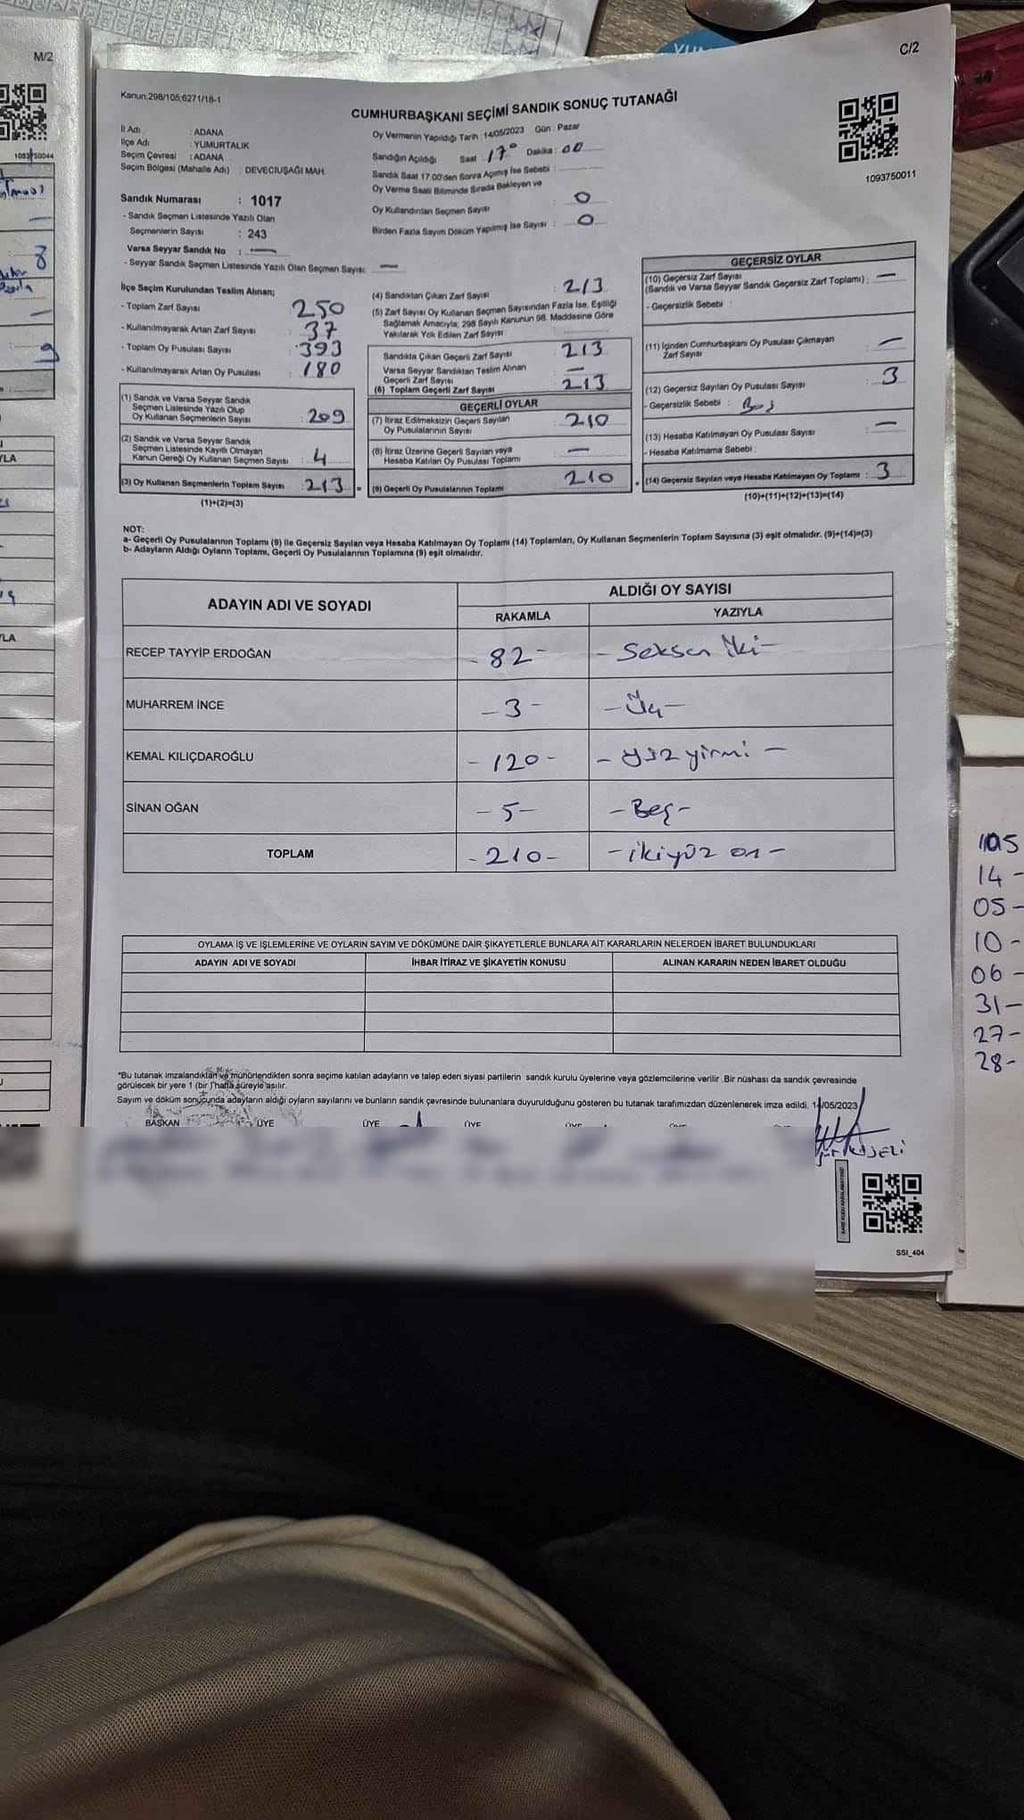 M/2
C/2
Kanun:298/105;6271/18-1
CUMHURBAŞKANI SEÇİMİ SANDIK SONUÇ TUTANAĞI
1093750011
İl Adı : ADANA
İlçe Adı : YUMURTALIK
Seçim Çevresi : ADANA
Seçim Bölgesi (Mahalle Adı) : DEVECİUŞAĞI MAH.
Oy Vermenin Yapıldığı Tarih : 14/05/2023 Gün : Pazar
Sandığın Açıldığı Saat 17° Dakika : 00
Sandık Saat 17.00'den Sonra Açılmış İse Sebebi :
Oy Verme Saati Bitiminde Sırada Bekleyen ve
Oy Kullandırılan Seçmen Sayısı : 0
Birden Fazla Sayım Döküm Yapılmış İse Sayısı : 0
Sandık Numarası : 1017
- Sandık Seçmen Listesinde Yazılı Olan
Seçmenlerin Sayısı : 243
Varsa Seyyar Sandık No : —
- Seyyar Sandık Seçmen Listesinde Yazılı Olan Seçmen Sayısı: —
İlçe Seçim Kurulundan Teslim Alınan;
- Toplam Zarf Sayısı 250
- Kullanılmayarak Artan Zarf Sayısı : 37
- Toplam Oy Pusulası Sayısı : 393
- Kullanılmayarak Artan Oy Pusulası : 180
(1) Sandık ve Varsa Seyyar Sandık
Seçmen Listesinde Yazılı Olup
Oy Kullanan Seçmenlerin Sayısı : 209
(2) Sandık ve Varsa Seyyar Sandık
Seçmen Listesinde Kayıtlı Olmayan
Kanun Gereği Oy Kullanan Seçmen Sayısı : 4
(3) Oy Kullanan Seçmenlerin Toplam Sayısı : 213
(1)+(2)=(3)
(4) Sandıktan Çıkan Zarf Sayısı : 213
(5) Zarf Sayısı Oy Kullanan Seçmen Sayısından Fazla İse, Eşitliği
Sağlamak Amacıyla; 298 Sayılı Kanunun 98. Maddesine Göre
Yakılarak Yok Edilen Zarf Sayısı
Sandıkta Çıkan Geçerli Zarf Sayısı : 213
Varsa Seyyar Sandıktan Teslim Alınan
Geçerli Zarf Sayısı : —
(6) Toplam Geçerli Zarf Sayısı : 213
GEÇERLİ OYLAR
(7) İtiraz Edilmeksizin Geçerli Sayılan
Oy Pusulalarının Sayısı : 210
(8) İtiraz Üzerine Geçerli Sayılan veya
Hesaba Katılan Oy Pusulası Toplamı : —
(9) Geçerli Oy Pusulalarının Toplamı : 210
GEÇERSİZ OYLAR
(10) Geçersiz Zarf Sayısı
(Sandık ve Varsa Seyyar Sandık Geçersiz Zarf Toplamı) : —
- Geçersizlik Sebebi :
(11) İçinden Cumhurbaşkanı Oy Pusulası Çıkmayan
Zarf Sayısı : —
(12) Geçersiz Sayılan Oy Pusulası Sayısı : 3
- Geçersizlik Sebebi : Boş
(13) Hesaba Katılmayan Oy Pusulası Sayısı : —
- Hesaba Katılmama Sebebi :
(14) Geçersiz Sayılan veya Hesaba Katılmayan Oy Toplamı : 3
(10)+(11)+(12)+(13)=(14)
NOT:
a- Geçerli Oy Pusulalarının Toplamı (9) ile Geçersiz Sayılan veya Hesaba Katılmayan Oy Toplamı (14) Toplamları, Oy Kullanan Seçmenlerin Toplam Sayısına (3) eşit olmalıdır. (9)+(14)=(3)
b- Adayların Aldığı Oyların Toplamı, Geçerli Oy Pusulalarının Toplamına (9) eşit olmalıdır.
ADAYIN ADI VE SOYADI
ALDIĞI OY SAYISI
RAKAMLA YAZIYLA
RECEP TAYYİP ERDOĞAN - 82 - - Seksen İki -
MUHARREM İNCE - 3 - - Üç -
KEMAL KILIÇDAROĞLU - 120 - - yüz yirmi -
SİNAN OĞAN - 5 - - Beş -
TOPLAM - 210 - - ikiyüz on -
OYLAMA İŞ VE İŞLEMLERİNE VE OYLARIN SAYIM VE DÖKÜMÜNE DAİR ŞİKAYETLERLE BUNLARA AİT KARARLARIN NELERDEN İBARET BULUNDUKLARI
ADAYIN ADI VE SOYADI İHBAR İTİRAZ VE ŞİKAYETİN KONUSU ALINAN KARARIN NEDEN İBARET OLDUĞU
*Bu tutanak imzalandıktan ve mühürlendikten sonra seçime katılan adayların ve talep eden siyasi partilerin sandık kurulu üyelerine veya gözlemcilerine verilir. Bir nüshası da sandık çevresinde
görülecek bir yere 1 (bir) hafta süreyle asılır.
Sayım ve döküm sonucunda adayların aldığı oyların sayılarını ve bunların sandık çevresinde bulunanlara duyurulduğunu gösteren bu tutanak tarafımızdan düzenlenerek imza edildi. 14/05/2023
BAŞKAN ÜYE ÜYE ÜYE
SSI_404
14 -
05 -
10 -
06 -
31 -
27 -
28 -